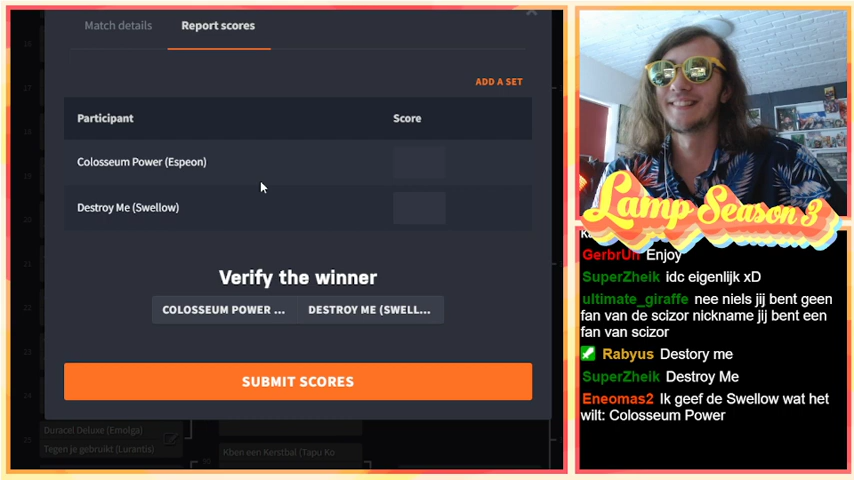 Match details
Report scores
ADD A SET
Participant
Score
Colosseum Power (Espeon)
Destroy Me (Swellow)
Verify the winner
COLOSSEUM POWER ...
DESTROY ME (SWELL...
SUBMIT SCORES
Duracel Deluxe (Emolga)
Tegen je gebruikt (Lurantis)
Kben een Kerstbal (Tapu Ko
Lamp Season 3
GerbrUn Enjoy
SuperZheik idc eigenlijk xD
ultimate_giraffe nee niels jij bent geen
fan van de scizor nickname jij bent een
fan van scizor
Rabyus Destory me
SuperZheik Destroy Me
Eneomas2 Ik geef de Swellow wat het
wilt: Colosseum Power